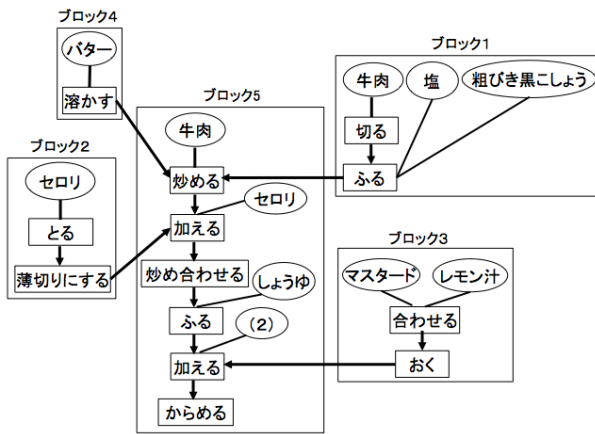 ブロック4
バター
溶かす
ブロック1
牛肉
塩
粗びき黒こしょう
切る
ふる
ブロック2
セロリ
とる
薄切りにする
ブロック5
牛肉
炒める
セロリ
加える
炒め合わせる
しょうゆ
ふる
(2)
加える
からめる
ブロック3
マスタード
レモン汁
合わせる
おく